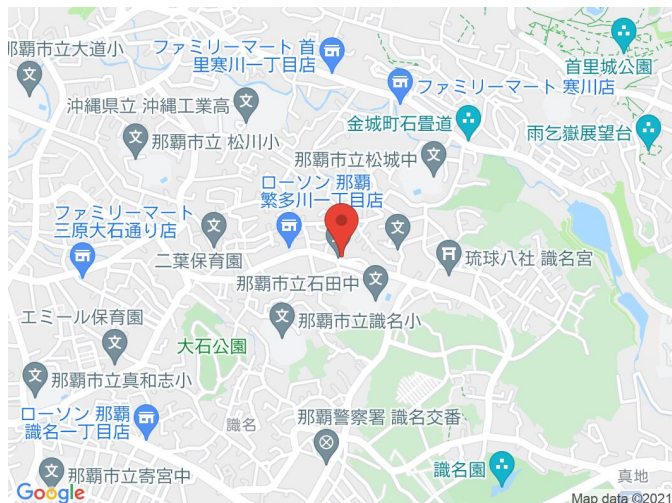 那覇市立大道小
ファミリーマート 首
里寒川一丁目店
首里城公園
沖縄県立 沖縄工業高
ファミリーマート 寒川店
金城町石畳道
雨乞嶽展望台
那覇市立 松川小
那覇市立松城中
ローソン 那覇
繁多川一丁目店
ファミリーマート
三原大石通り店
二葉保育園
琉球八社 識名宮
那覇市立石田中
エミール保育園
那覇市立識名小
大石公園
那覇市立真和志小
ローソン 那覇
識名一丁目店
識名
那覇警察署 識名交番
那覇市立寄宮中
識名園
真地
Google
Map data ©2021